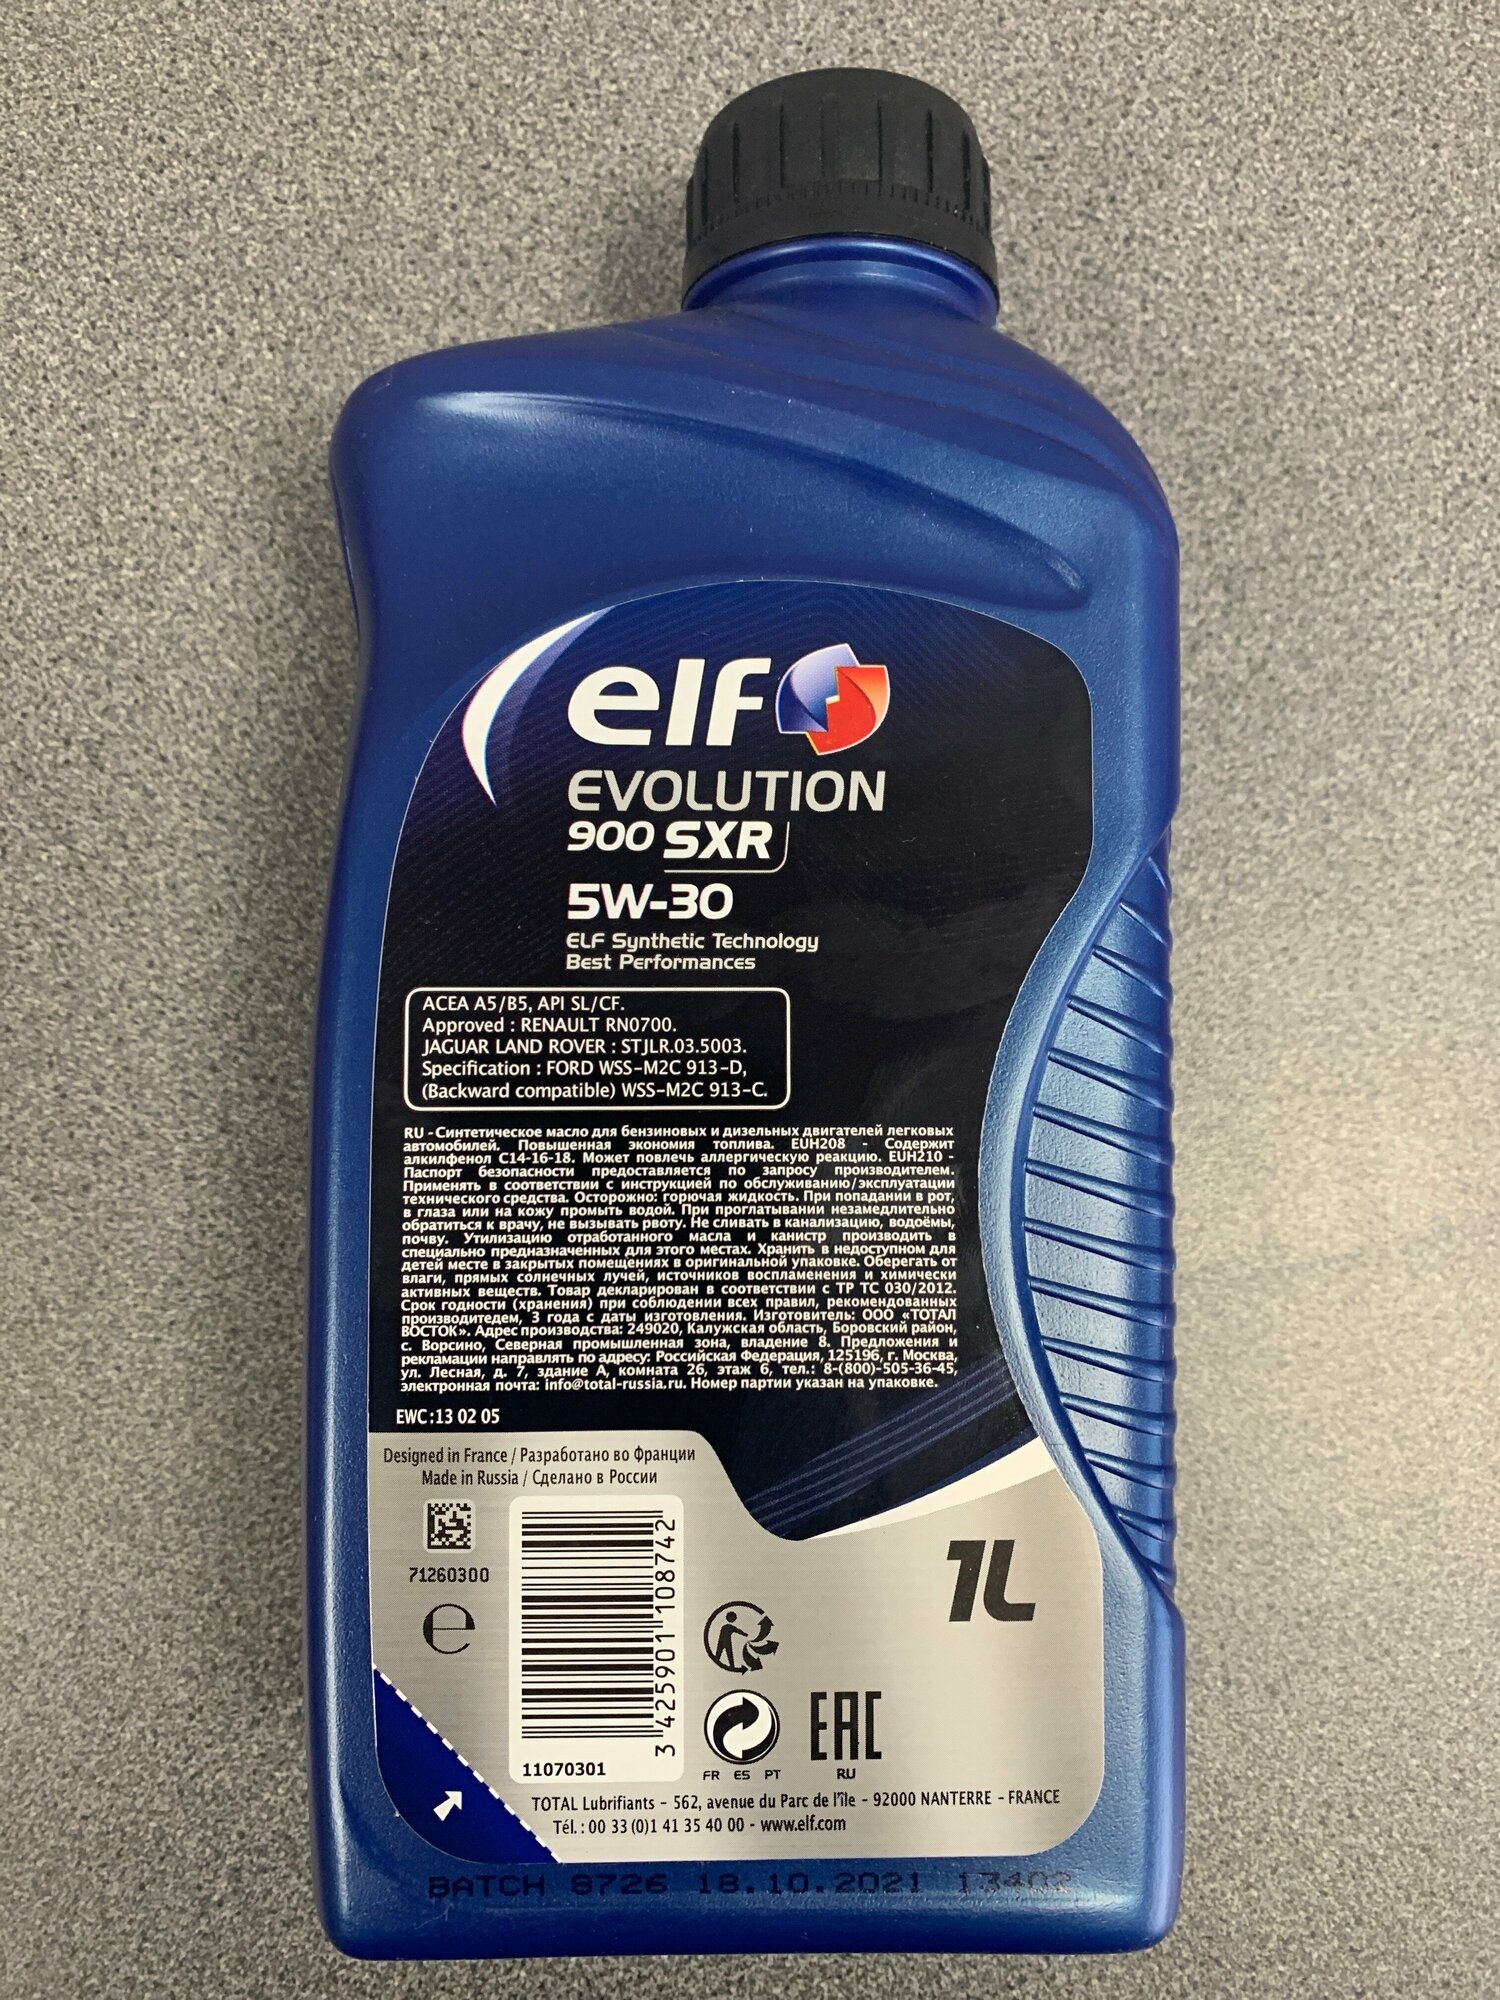 elf
EVOLUTION
900 SXR
5W-30
ELF Synthetic Technology
Best Performances
ACEA A5/B5, API SL/CF.
Approved : RENAULT RN0700.
JAGUAR LAND ROVER : STJLR.03.5003.
Specification : FORD WSS-M2C 913-D,
(Backward compatible) WSS-M2C 913-C.
RU - Синтетическое масло для бензиновых и дизельных двигателей легковых
автомобилей. Повышенная экономия топлива. EUH208 - Содержит
алкилфенол C14-16-18. Может повлечь аллергическую реакцию. EUH210 -
Паспорт безопасности предоставляется по запросу производителем.
Применять в соответствии с инструкцией по обслуживанию/эксплуатации
технического средства. Осторожно: горючая жидкость. При попадании в рот,
в глаза или на кожу промыть водой. При проглатывании незамедлительно
обратиться к врачу, не вызывать рвоту. Не сливать в канализацию, водоёмы,
почву. Утилизацию отработанного масла и канистр производить в
специально предназначенных для этого местах. Хранить в недоступном для
детей месте в закрытых помещениях в оригинальной упаковке. Оберегать от
влаги, прямых солнечных лучей, источников воспламенения и химически
активных веществ. Товар декларирован в соответствии с ТР ТС 030/2012.
Срок годности (хранения) при соблюдении всех правил, рекомендованных
производитедем, 3 года с даты изготовления. Изготовитель: ООО «ТОТАЛ
ВОСТОК». Адрес производства: 249020, Калужская область, Боровский район,
с. Ворсино, Северная промышленная зона, владение 8. Предложения и
рекламации направлять по адресу: Российская Федерация, 125196, г. Москва,
ул. Лесная, д. 7, здание А, комната 26, этаж 6, тел.: 8-(800)-505-36-45,
электронная почта: info@total-russia.ru. Номер партии указан на упаковке.
EWC:13 02 05
Designed in France / Разработано во Франции
Made in Russia / Сделано в России
71260300
e
3 425901 108742
11070301
1L
FR ES PT
EAC
RU
TOTAL Lubrifiants - 562, avenue du Parc de l'île - 92000 NANTERRE - FRANCE
Tél. : 00 33 (0)1 41 35 40 00 - www.elf.com
BATCH 8726 18.10.2021 13402